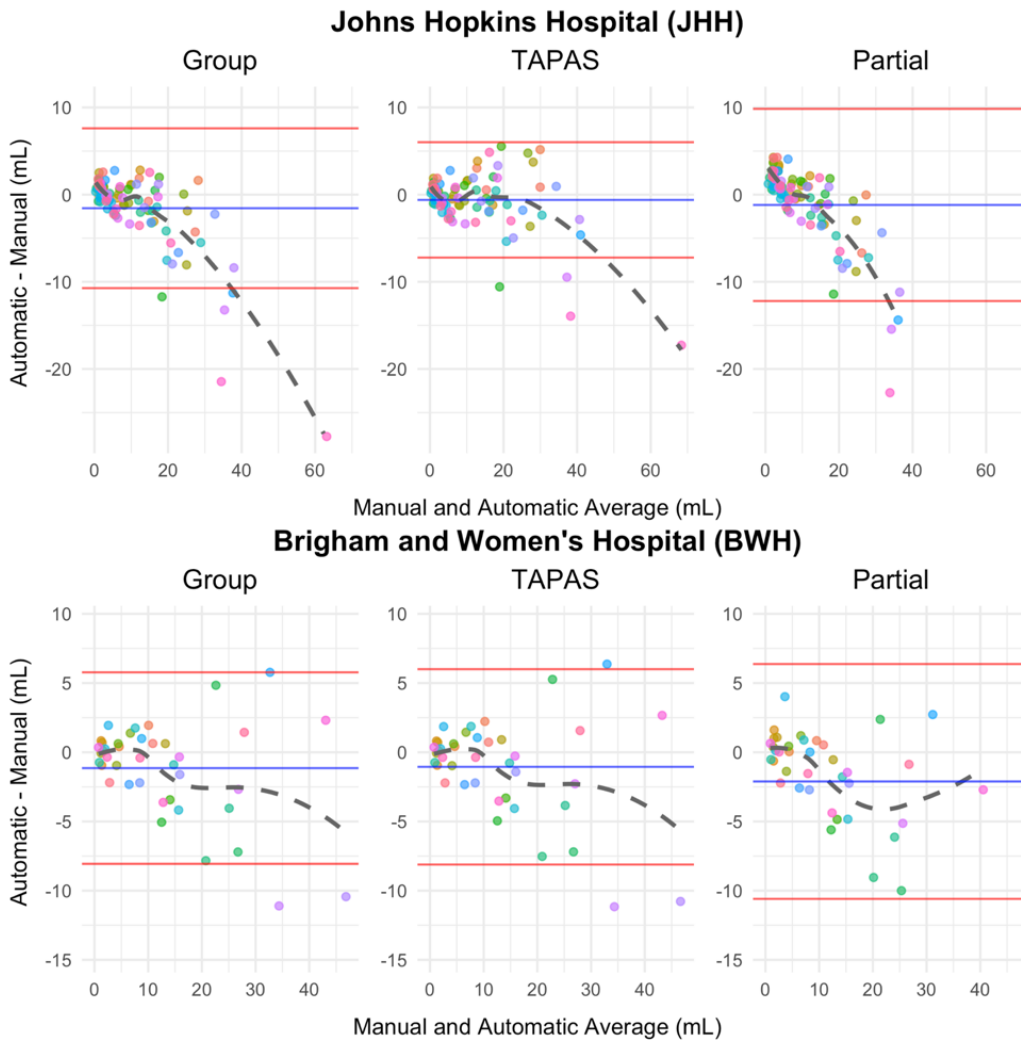 Johns Hopkins Hospital (JHH)
Group TAPAS Partial
Automatic - Manual (mL)
10 10 10
0 0 0
-10 -10 -10
-20 -20 -20
0 20 40 60 0 20 40 60 0 20 40 60
Manual and Automatic Average (mL)
Brigham and Women's Hospital (BWH)
Group TAPAS Partial
Automatic - Manual (mL)
10 10 10
5 5 5
0 0 0
-5 -5 -5
-10 -10 -10
-15 -15 -15
0 10 20 30 40 0 10 20 30 40 0 10 20 30 40
Manual and Automatic Average (mL)